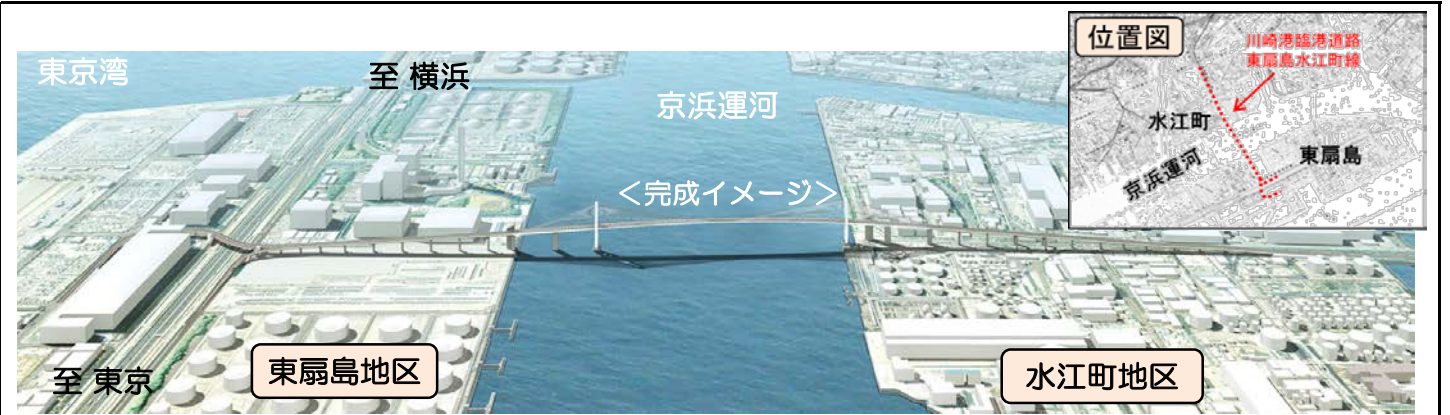 東京湾
至 横浜
京浜運河
<完成イメージ>
至 東京
東扇島地区
水江町地区
位置図
川崎港臨港道路
東扇島水江町線
水江町
東扇島
京浜運河